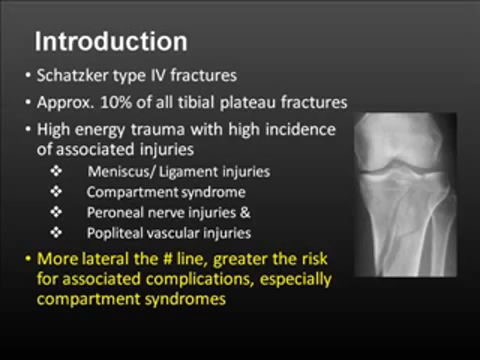 Introduction
• Schatzker type IV fractures
• Approx. 10% of all tibial plateau fractures
• High energy trauma with high incidence
of associated injuries
❖ Meniscus/ Ligament injuries
❖ Compartment syndrome
❖ Peroneal nerve injuries &
❖ Popliteal vascular injuries
• More lateral the # line, greater the risk
for associated complications, especially
compartment syndromes